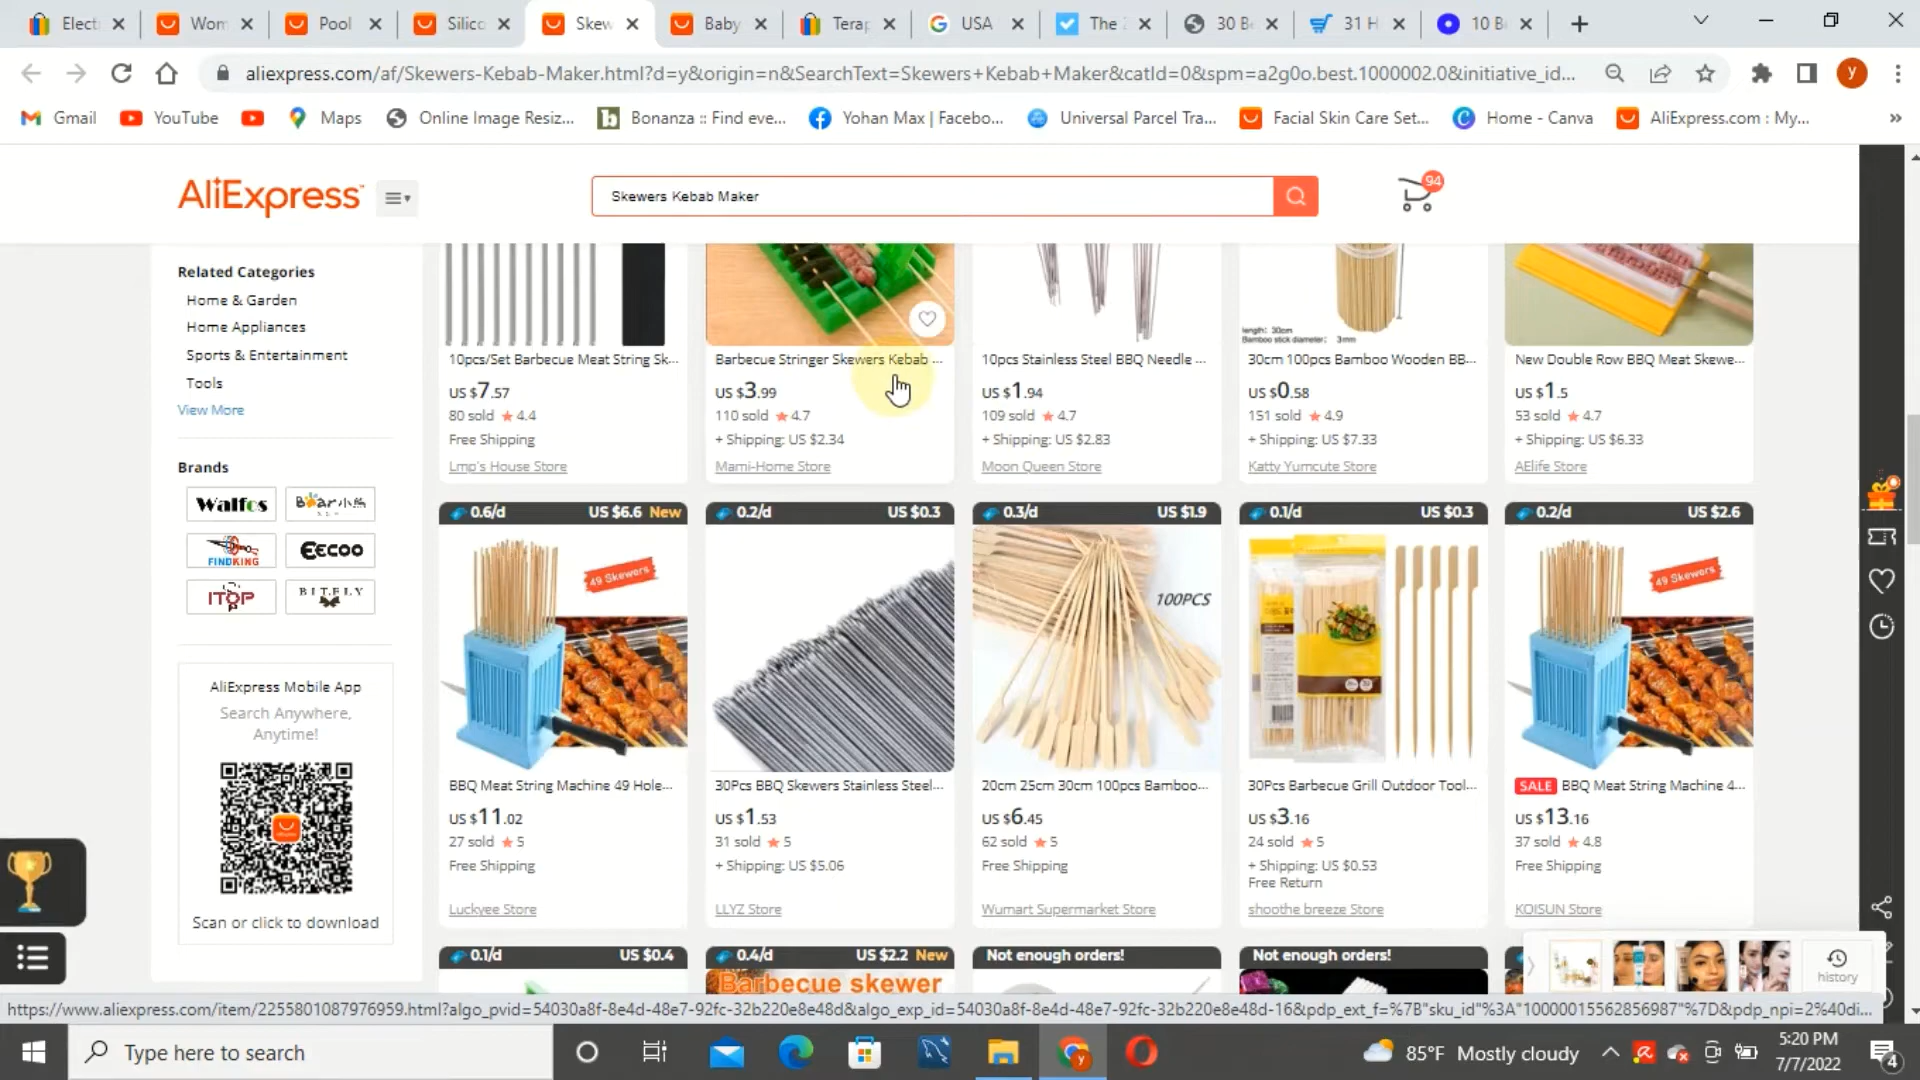 Elect
Wom
Pool
Silico
Skew
Baby
Terap
USA
The
30 B
31 H
10 B
aliexpress.com/af/Skewers-Kebab-Maker.html?d=y&origin=n&SearchText=Skewers+Kebab+Maker&catId=0&spm=a2g0o.best.1000002.0&initiative_id...
y
Gmail
YouTube
Maps
Online Image Resiz...
Bonanza :: Find eve...
Yohan Max | Facebo...
Universal Parcel Tra...
Facial Skin Care Set...
Home - Canva
AliExpress.com : My...
AliExpress
Skewers Kebab Maker
94
Related Categories
Home & Garden
Home Appliances
Sports & Entertainment
Tools
View More
Brands
Walfos
FINDKING
EECOO
ITOP
BITFLY
AliExpress Mobile App
Search Anywhere,
Anytime!
Scan or click to download
10pcs/Set Barbecue Meat String Sk...
US $7.57
80 sold 4.4
Free Shipping
Lmp's House Store
Barbecue Stringer Skewers Kebab ...
US $3.99
110 sold 4.7
+ Shipping: US $2.34
Mami-Home Store
10pcs Stainless Steel BBQ Needle ...
US $1.94
109 sold 4.7
+ Shipping: US $2.83
Moon Queen Store
length: 30cm
Bamboo stick diameter: 3mm
30cm 100pcs Bamboo Wooden BB...
US $0.58
151 sold 4.9
+ Shipping: US $7.33
Katty Yumcute Store
New Double Row BBQ Meat Skewe...
US $1.5
53 sold 4.7
+ Shipping: US $6.33
AElife Store
0.6/d US $6.6 New
49 Skewers
BBQ Meat String Machine 49 Hole...
US $11.02
27 sold 5
Free Shipping
Luckyee Store
0.2/d US $0.3
30Pcs BBQ Skewers Stainless Steel...
US $1.53
31 sold 5
+ Shipping: US $5.06
LLYZ Store
0.3/d US $1.9
100PCS
20cm 25cm 30cm 100pcs Bamboo...
US $6.45
62 sold 5
Free Shipping
Wumart Supermarket Store
0.1/d US $0.3
30Pcs Barbecue Grill Outdoor Tool...
US $3.16
24 sold 5
+ Shipping: US $0.53
Free Return
shoothe breeze Store
0.2/d US $2.6
49 Skewers
SALE BBQ Meat String Machine 4...
US $13.16
37 sold 4.8
Free Shipping
KOISUN Store
0.1/d US $0.4
0.4/d US $2.2 New
Barbecue skewer
Not enough orders!
Not enough orders!
history
https://www.aliexpress.com/item/2255801087976959.html?algo_pvid=54030a8f-8e4d-48e7-92fc-32b220e8e48d&algo_exp_id=54030a8f-8e4d-48e7-92fc-32b220e8e48d-16&pdp_ext_f=%7B"sku_id"%3A"10000015562856987"%7D&pdp_npi=2%40di...
Type here to search
85°F Mostly cloudy
5:20 PM
7/7/2022
4